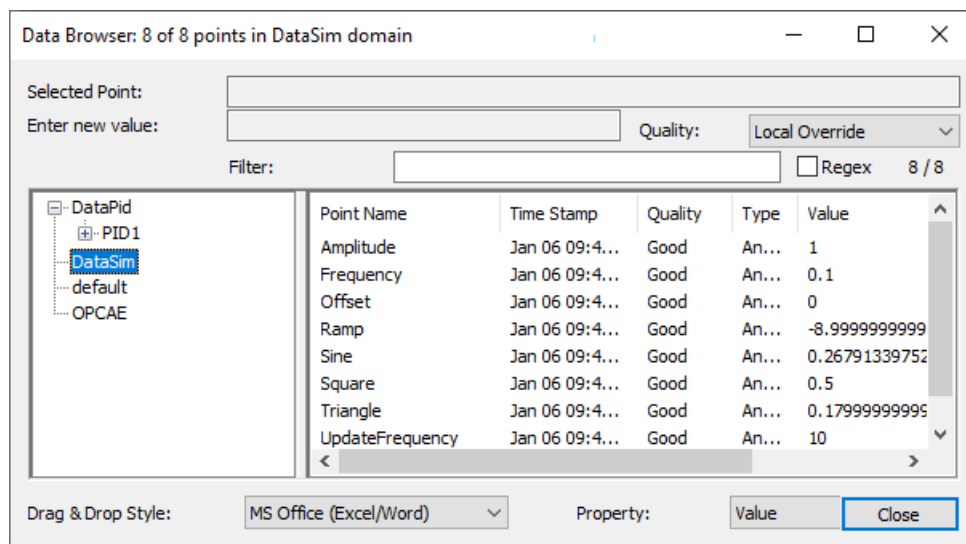 Data Browser: 8 of 8 points in DataSim domain
Selected Point:
Enter new value:
Quality: Local Override
Filter: Regex 8 / 8
DataPid
PID1
DataSim
default
OPCAE
Point Name Time Stamp Quality Type Value
Amplitude Jan 06 09:4... Good An... 1
Frequency Jan 06 09:4... Good An... 0.1
Offset Jan 06 09:4... Good An... 0
Ramp Jan 06 09:4... Good An... -8.9999999999
Sine Jan 06 09:4... Good An... 0.26791339752
Square Jan 06 09:4... Good An... 0.5
Triangle Jan 06 09:4... Good An... 0.17999999999
UpdateFrequency Jan 06 09:4... Good An... 10
Drag & Drop Style: MS Office (Excel/Word) Property: Value Close